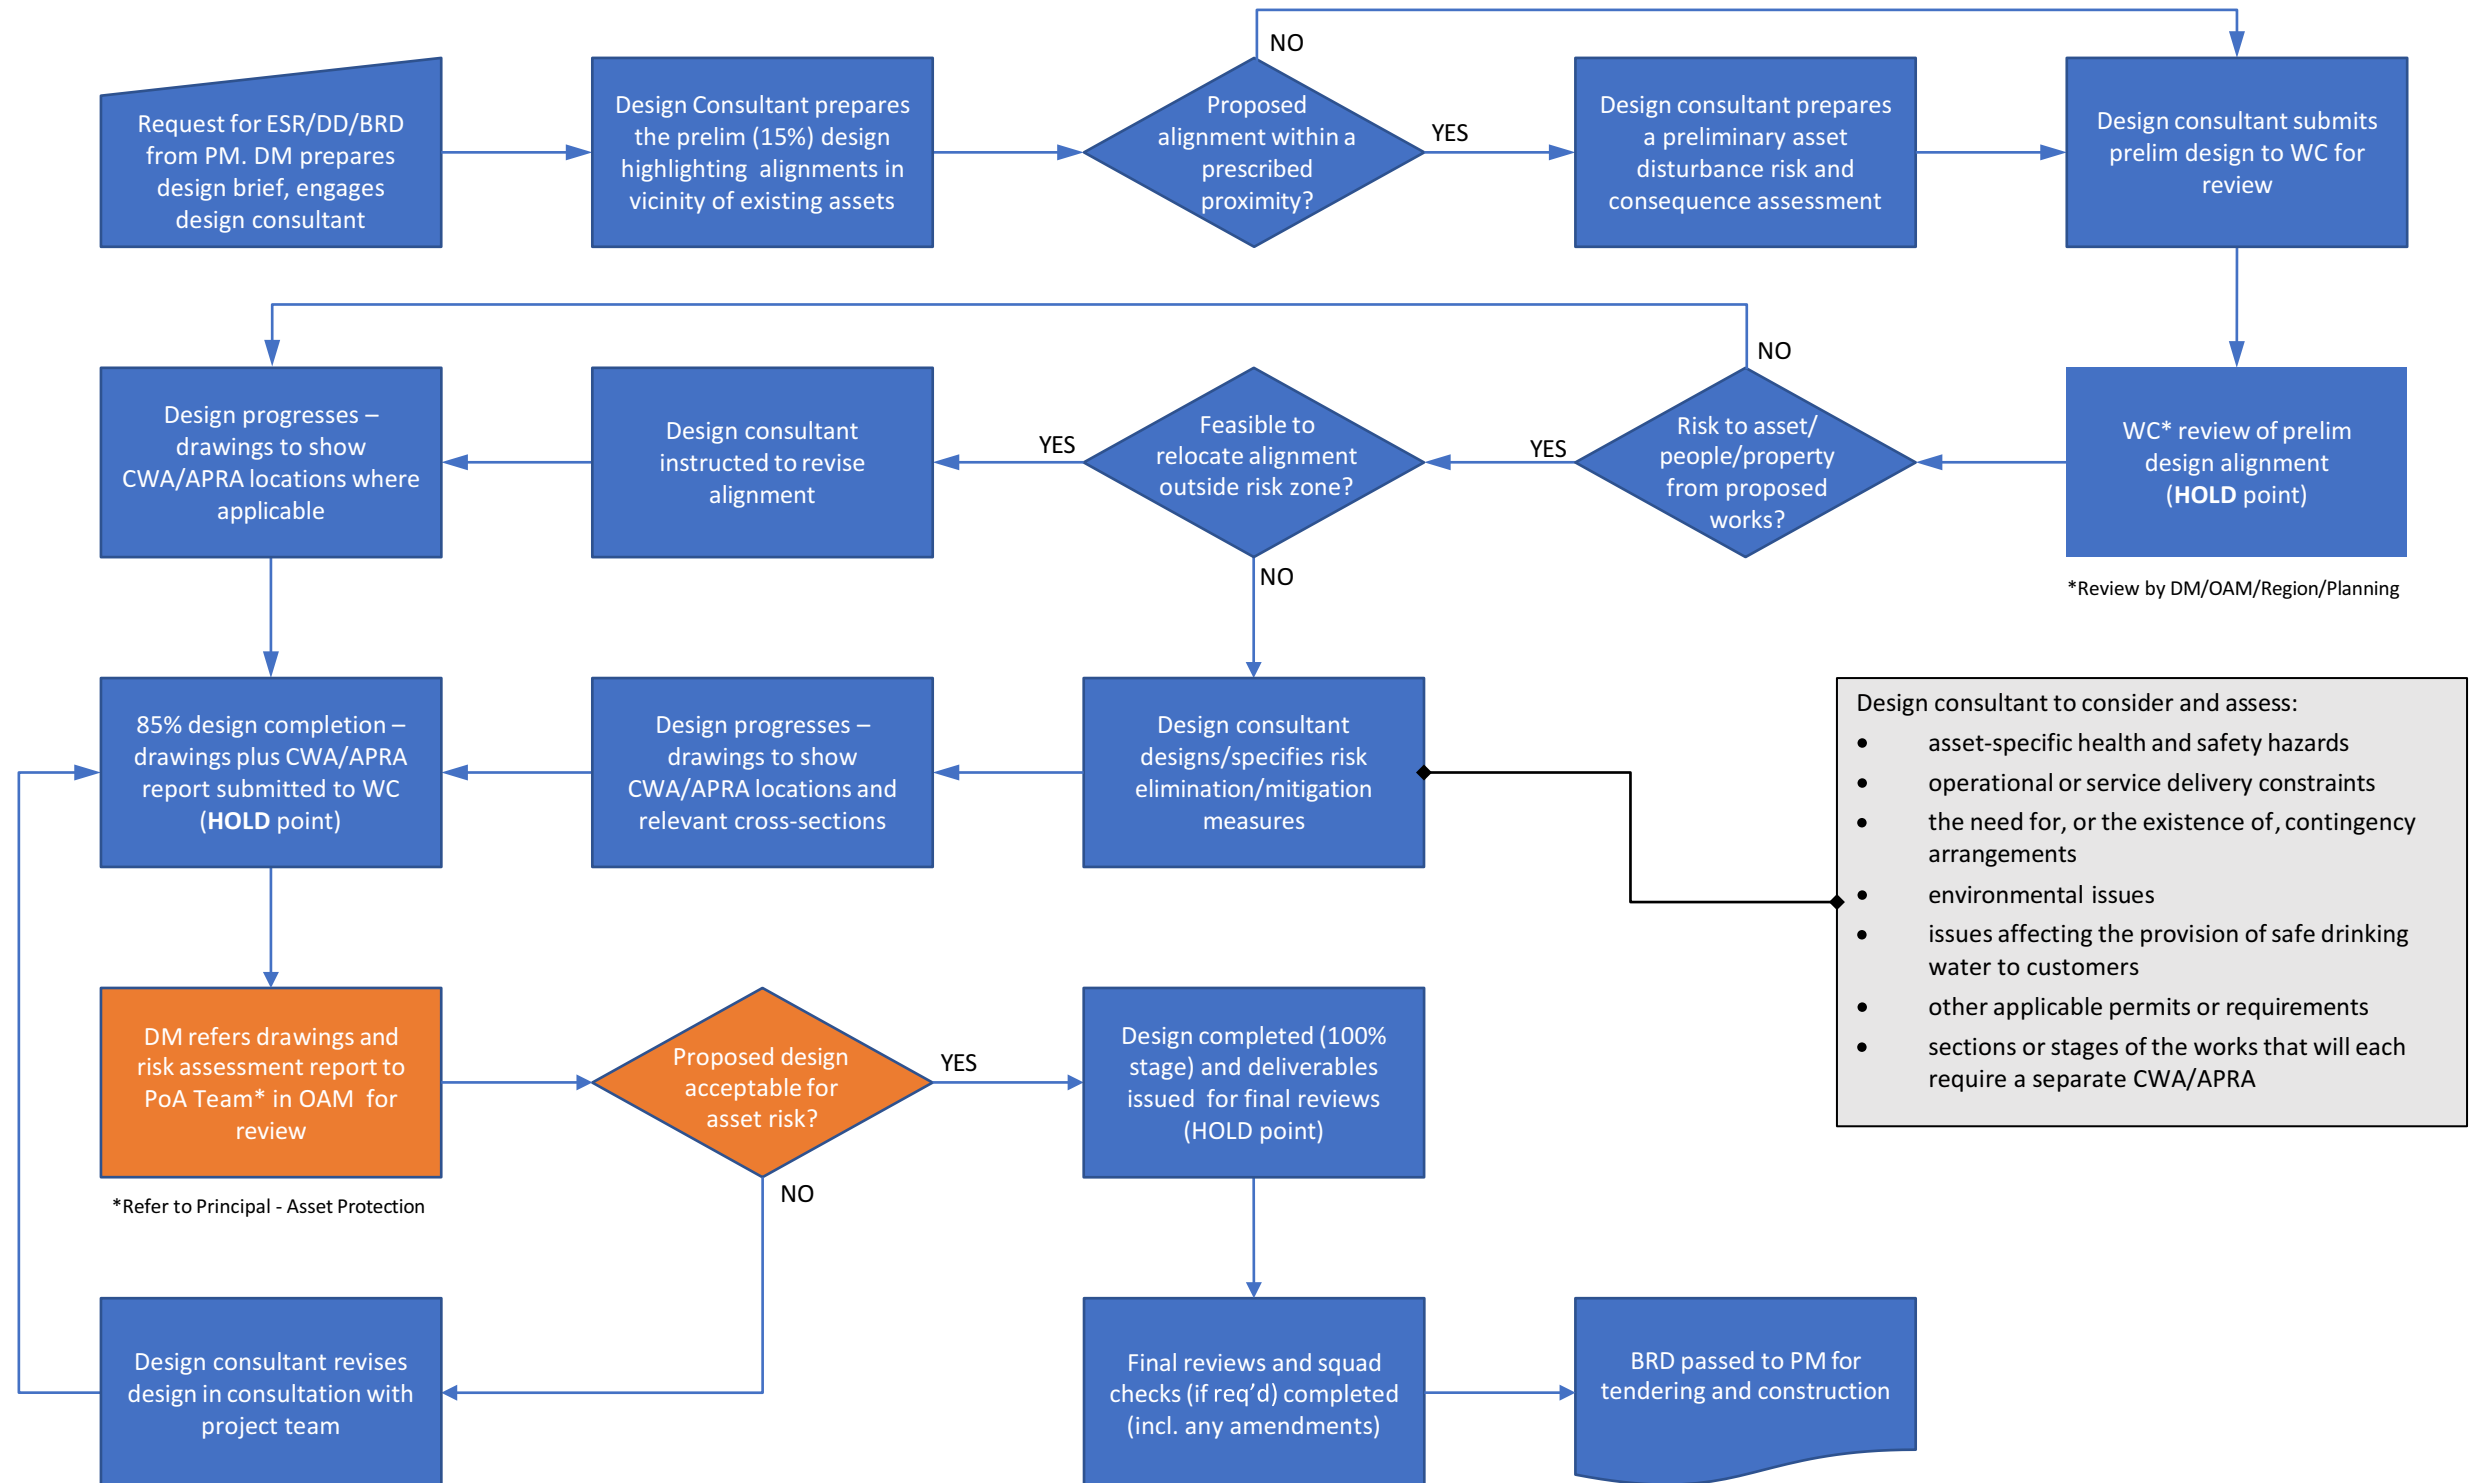 Request for ESR/DD/BRD
from PM. DM prepares
design brief, engages
design consultant
Design Consultant prepares
the prelim (15%) design
highlighting alignments in
vicinity of existing assets
Proposed
alignment within a
prescribed
proximity?
NO
YES
Design consultant prepares
a preliminary asset
disturbance risk and
consequence assessment
Design consultant submits
prelim design to WC for
review
WC* review of prelim
design alignment
(HOLD point)
*Review by DM/OAM/Region/Planning
Risk to asset/
people/property
from proposed
works?
NO
YES
Feasible to
relocate alignment
outside risk zone?
YES
NO
Design consultant
instructed to revise
alignment
Design progresses –
drawings to show
CWA/APRA locations where
applicable
85% design completion –
drawings plus CWA/APRA
report submitted to WC
(HOLD point)
Design progresses –
drawings to show
CWA/APRA locations and
relevant cross-sections
Design consultant
designs/specifies risk
elimination/mitigation
measures
Design consultant to consider and assess:
• asset-specific health and safety hazards
• operational or service delivery constraints
• the need for, or the existence of, contingency
arrangements
• environmental issues
• issues affecting the provision of safe drinking
water to customers
• other applicable permits or requirements
• sections or stages of the works that will each
require a separate CWA/APRA
DM refers drawings and
risk assessment report to
PoA Team* in OAM for
review
*Refer to Principal - Asset Protection
Proposed design
acceptable for
asset risk?
YES
NO
Design completed (100%
stage) and deliverables
issued for final reviews
(HOLD point)
Design consultant revises
design in consultation with
project team
Final reviews and squad
checks (if req'd) completed
(incl. any amendments)
BRD passed to PM for
tendering and construction